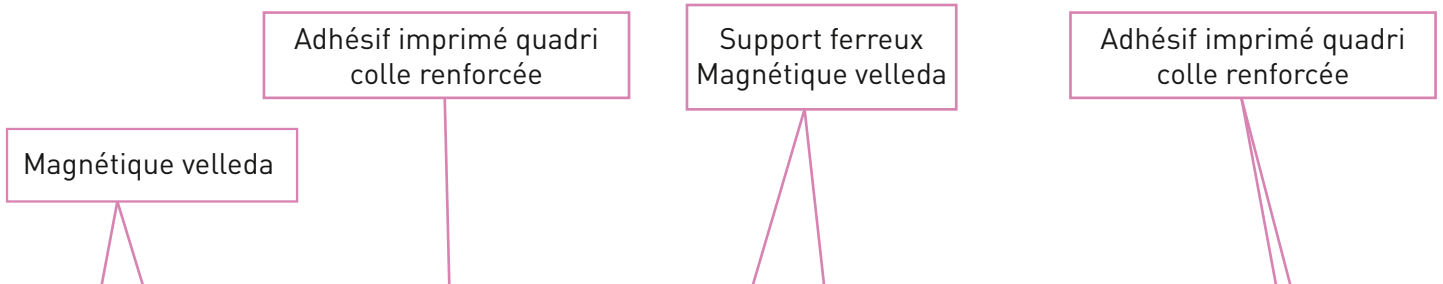 Adhésif imprimé quadri
colle renforcée
Support ferreux
Magnétique velleda
Adhésif imprimé quadri
colle renforcée
Magnétique velleda